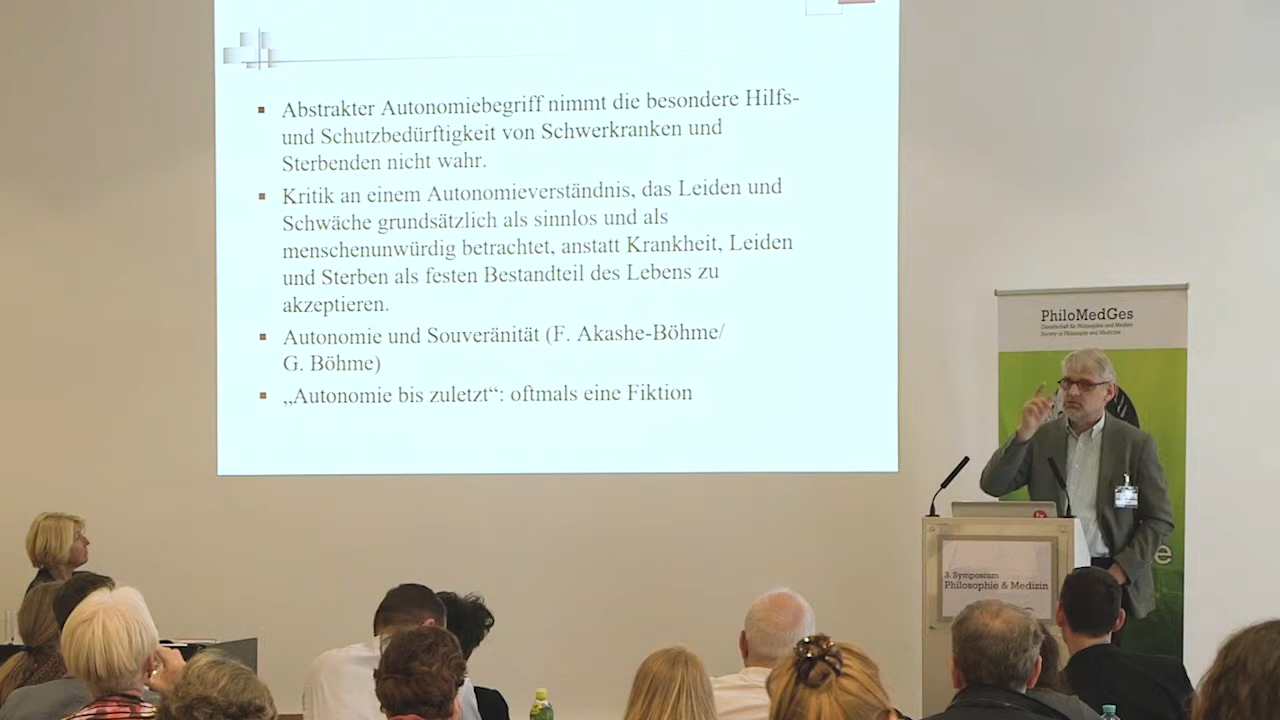 Abstrakter Autonomiebegriff nimmt die besondere Hilfs-
und Schutzbedürftigkeit von Schwerkranken und
Sterbenden nicht wahr.
Kritik an einem Autonomieverständnis, das Leiden und
Schwäche grundsätzlich als sinnlos und als
menschenunwürdig betrachtet, anstatt Krankheit, Leiden
und Sterben als festen Bestandteil des Lebens zu
akzeptieren.
Autonomie und Souveränität (F. Akashe-Böhme/
G. Böhme)
„Autonomie bis zuletzt“: oftmals eine Fiktion
PhiloMedGes
Gesellschaft für Philosophie und Medizin
Society of Philosophy and Medicine
3. Symposium
Philosophie & Medizin
e